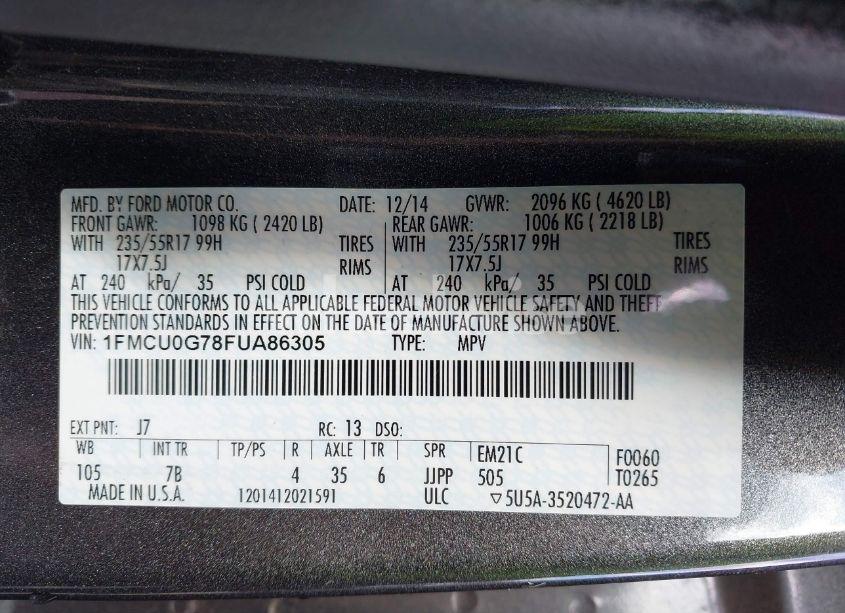 MFD. BY FORD MOTOR CO. DATE: 12/14 GVWR: 2096 KG ( 4620 LB)
FRONT GAWR: 1098 KG ( 2420 LB) REAR GAWR: 1006 KG ( 2218 LB)
WITH 235/55R17 99H TIRES WITH 235/55R17 99H TIRES
17X7.5J RIMS 17X7.5J RIMS
AT 240 kPa/ 35 PSI COLD AT 240 kPa/ 35 PSI COLD
THIS VEHICLE CONFORMS TO ALL APPLICABLE FEDERAL MOTOR VEHICLE SAFETY AND THEFT
PREVENTION STANDARDS IN EFFECT ON THE DATE OF MANUFACTURE SHOWN ABOVE.
VIN: 1FMCU0G78FUA86305 TYPE: MPV
EXT PNT: J7 RC: 13 DSO:
WB INT TR TP/PS R AXLE TR SPR EM21C F0060
105 7B 4 35 6 JJPP 505 T0265
MADE IN U.S.A. 1201412021591 ULC ▽5U5A-3520472-AA